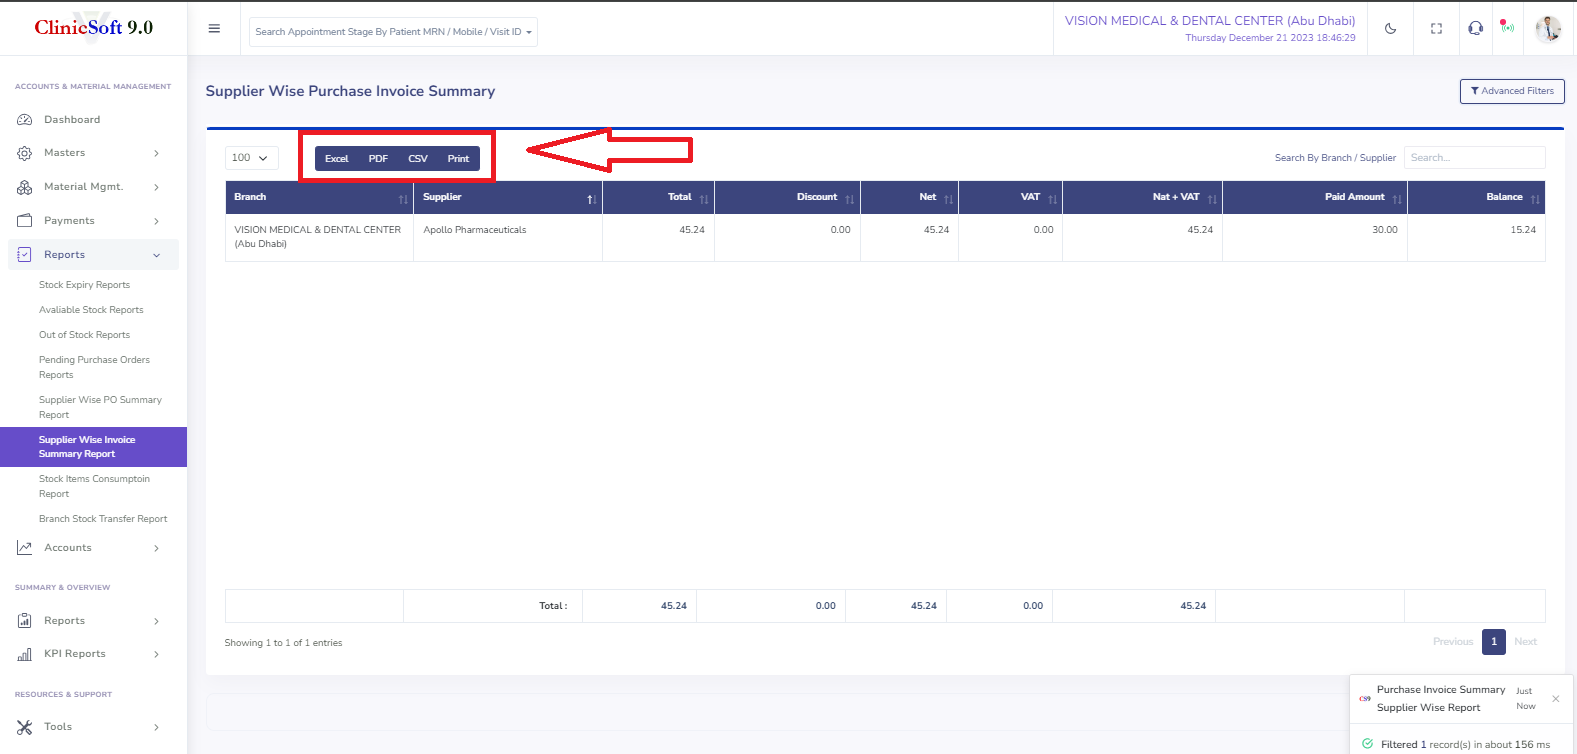 ClinicSoft 9.0
Search Appointment Stage By Patient MRN / Mobile / Visit ID
VISION MEDICAL & DENTAL CENTER (Abu Dhabi)
Thursday December 21 2023 18:46:29
ACCOUNTS & MATERIAL MANAGEMENT
Dashboard
Masters
Material Mgmt.
Payments
Reports
Stock Expiry Reports
Avaliable Stock Reports
Out of Stock Reports
Pending Purchase Orders
Reports
Supplier Wise PO Summary
Report
Supplier Wise Invoice
Summary Report
Stock Items Consumptoin
Report
Branch Stock Transfer Report
Accounts
SUMMARY & OVERVIEW
Reports
KPI Reports
RESOURCES & SUPPORT
Tools
Supplier Wise Purchase Invoice Summary
Advanced Filters
100
Excel PDF CSV Print
Search By Branch / Supplier Search...
Branch Supplier Total Discount Net VAT Nat + VAT Paid Amount Balance
VISION MEDICAL & DENTAL CENTER Apollo Pharmaceuticals 45.24 0.00 45.24 0.00 45.24 30.00 15.24
(Abu Dhabi)
Total : 45.24 0.00 45.24 0.00 45.24
Showing 1 to 1 of 1 entries
Previous 1 Next
CS9 Purchase Invoice Summary Just
Supplier Wise Report Now
Filtered 1 record(s) in about 156 ms